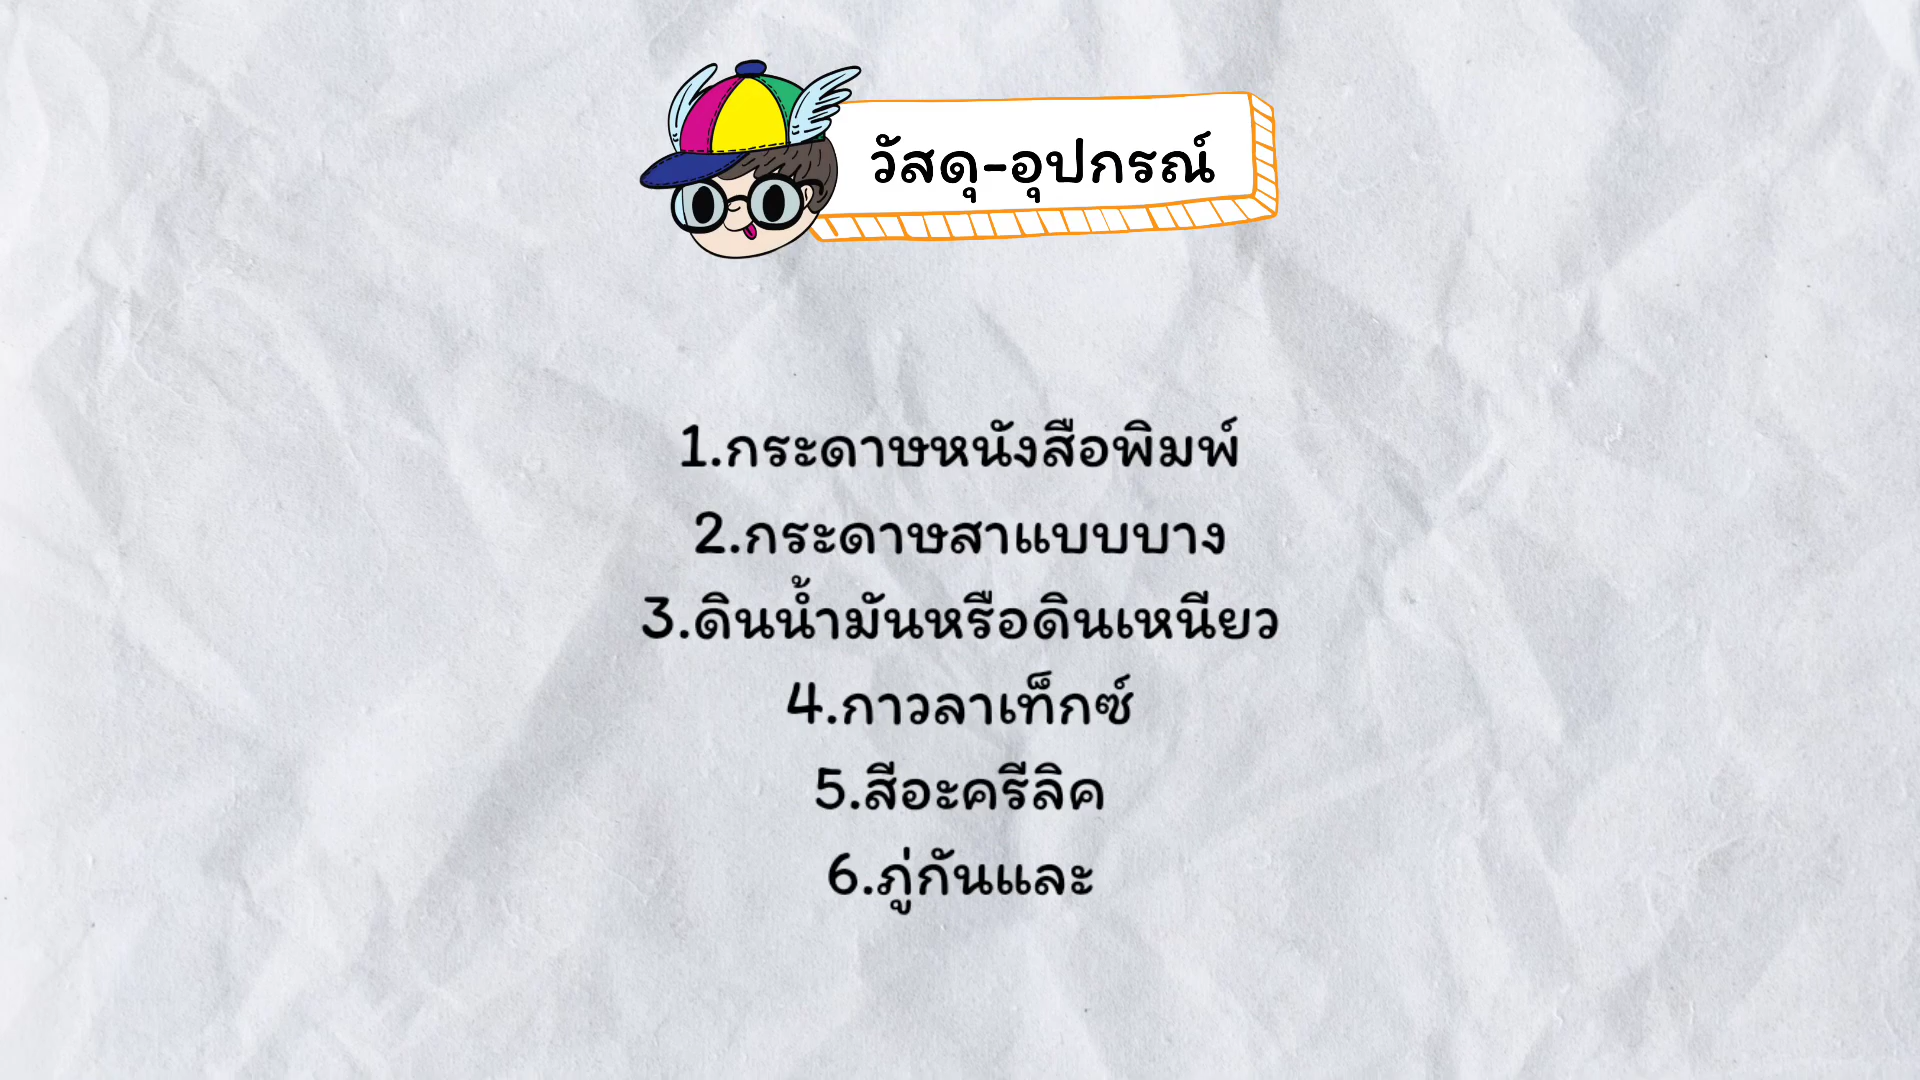 วัสดุ-อุปกรณ์
1.กระดาษหนังสือพิมพ์
2.กระดาษสาแบบบาง
3.ดินน้ำมันหรือดินเหนียว
4.กาวลาเท็กซ์
5.สีอะครีลิค
6.ภู่กันและ